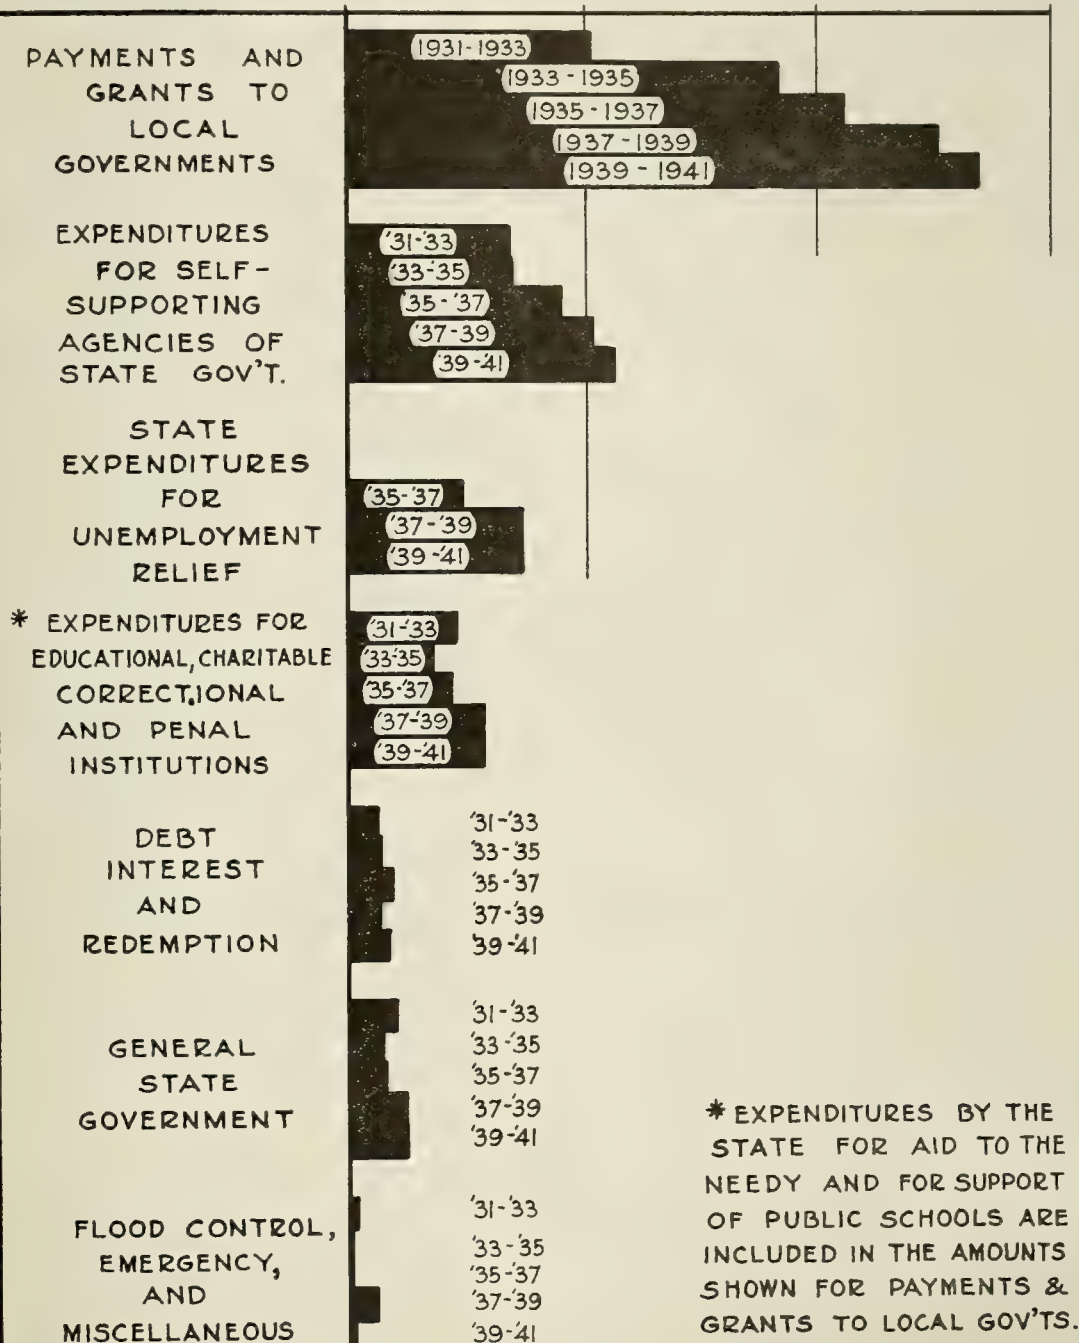 PAYMENTS AND
GRANTS TO
LOCAL
GOVERNMENTS
1931-1933
1933-1935
1935-1937
1937-1939
1939-1941
EXPENDITURES
FOR SELF-
SUPPORTING
AGENCIES OF
STATE GOV'T.
'31-'33
'33-'35
'35-'37
'37-39
'39-'41
STATE
EXPENDITURES
FOR
UNEMPLOYMENT
RELIEF
'35-'37
'37-'39
'39-'41
* EXPENDITURES FOR
EDUCATIONAL, CHARITABLE
CORRECT.IONAL
AND PENAL
INSTITUTIONS
'31-'33
'33-'35
'35-'37
'37-'39
'39-'41
DEBT
INTEREST
AND
REDEMPTION
'31-'33
'33-'35
'35-'37
'37-'39
'39-'41
GENERAL
STATE
GOVERNMENT
'31-'33
'33-'35
'35-'37
'37-'39
'39-'41
FLOOD CONTROL,
EMERGENCY,
AND
MISCELLANEOUS
'31-'33
'33-'35
'35-'37
'37-'39
'39-'41
* EXPENDITURES BY THE
STATE FOR AID TO THE
NEEDY AND FOR SUPPORT
OF PUBLIC SCHOOLS ARE
INCLUDED IN THE AMOUNTS
SHOWN FOR PAYMENTS &
GRANTS TO LOCAL GOV'TS.